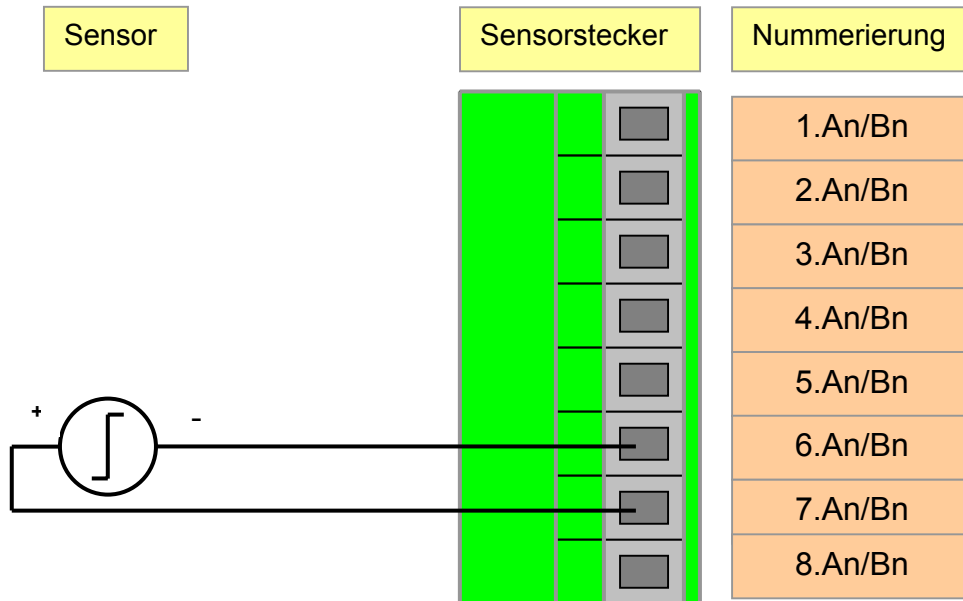 Sensor
Sensorstecker
Nummerierung
1.An/Bn
2.An/Bn
3.An/Bn
4.An/Bn
5.An/Bn
+
-
6.An/Bn
7.An/Bn
8.An/Bn